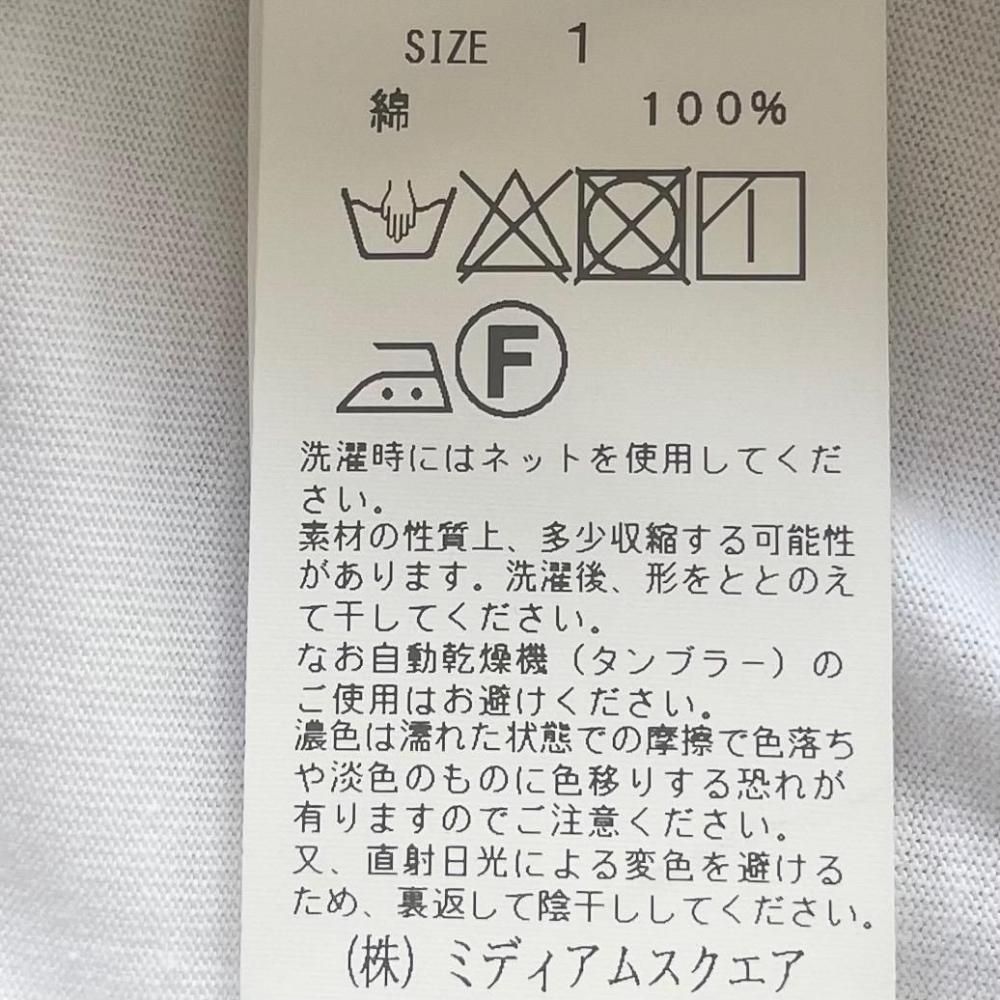 SIZE 1
綿 100%
F
洗濯時にはネットを使用してくだ
さい。
素材の性質上、多少収縮する可能性
があります。洗濯後、形をととのえ
て干してください。
なお自動乾燥機（タンブラー）の
ご使用はお避けください。
濃色は濡れた状態での摩擦で色落ち
や淡色のものに色移りする恐れが
有りますのでご注意ください。
又、直射日光による変色を避ける
ため、裏返して陰干ししてください。
(株)ミディアムスクエア